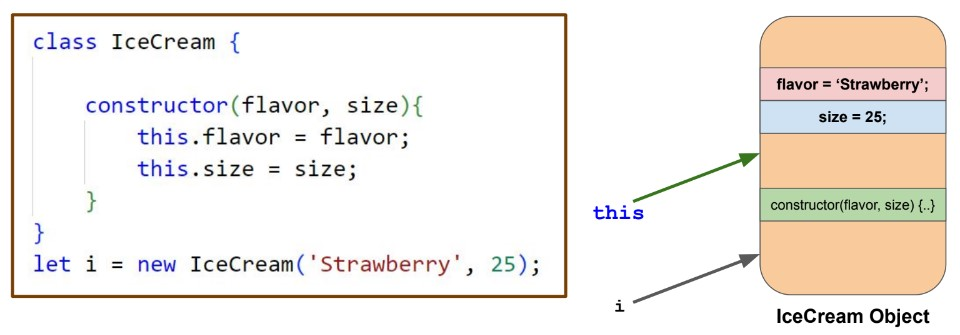 class IceCream {
constructor(flavor, size){
this.flavor = flavor;
this.size = size;
}
}
let i = new IceCream('Strawberry', 25);
flavor = ‘Strawberry’;
size = 25;
this
constructor(flavor, size) {..}
i
IceCream Object